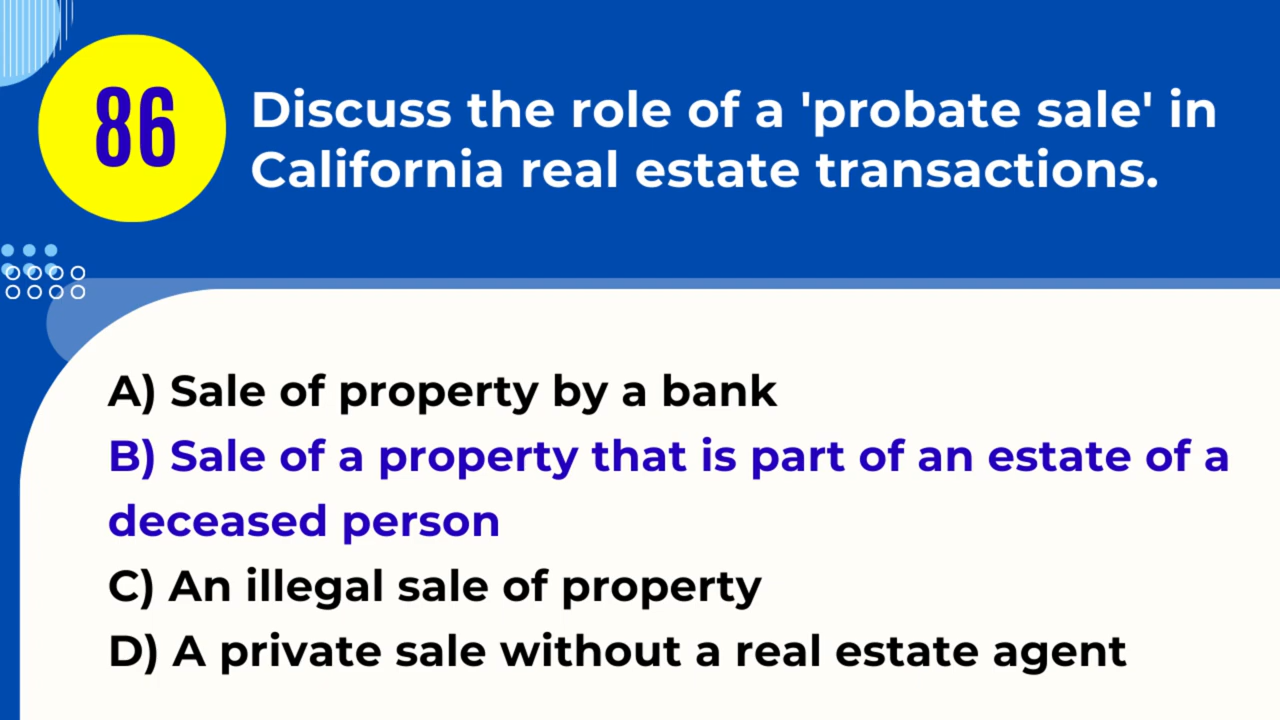 86
Discuss the role of a 'probate sale' in
California real estate transactions.
A) Sale of property by a bank
B) Sale of a property that is part of an estate of a
deceased person
C) An illegal sale of property
D) A private sale without a real estate agent